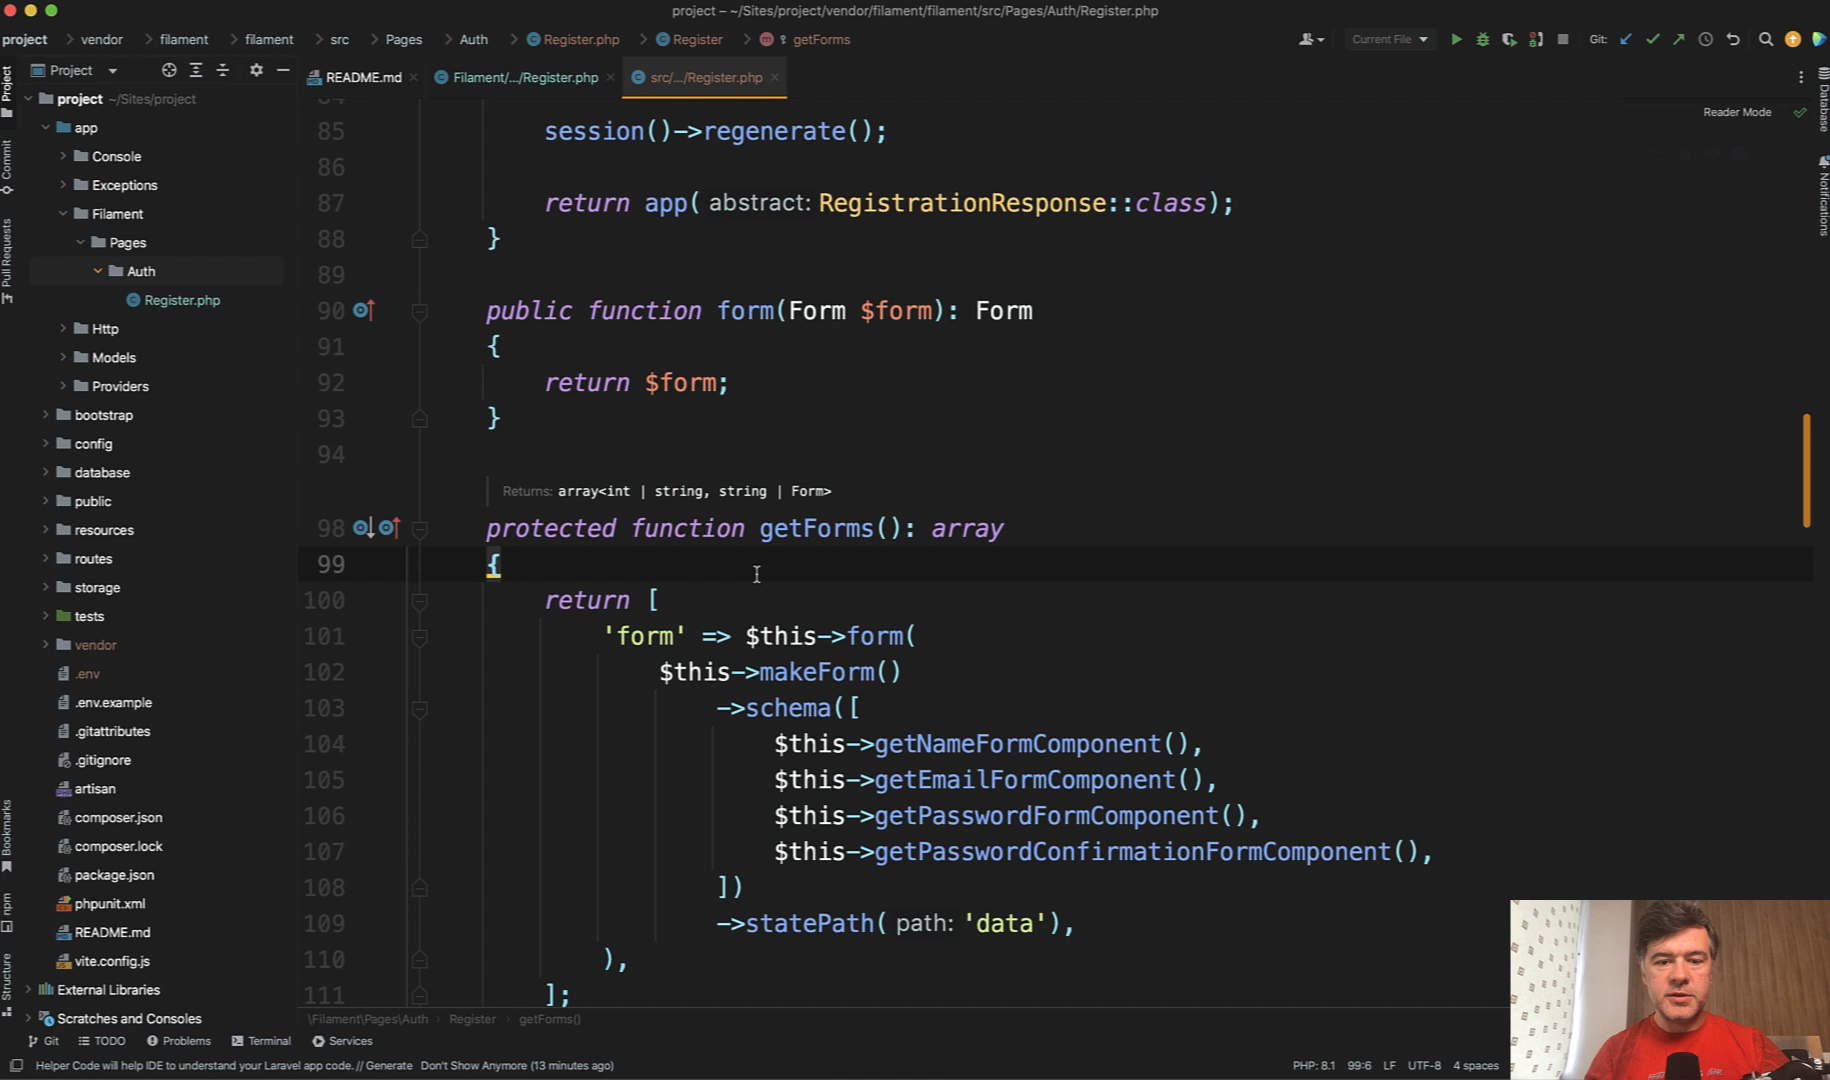 project – ~/Sites/project/vendor/filament/filament/src/Pages/Auth/Register.php
project > vendor > filament > filament > src > Pages > Auth > Register.php > Register > getForms
Current File
Git:
Project
README.md
Filament/.../Register.php
src/.../Register.php
Reader Mode
project ~/Sites/project
app
Console
Exceptions
Filament
Pages
Auth
Register.php
Http
Models
Providers
bootstrap
config
database
public
resources
routes
storage
tests
vendor
.env
.env.example
.gitattributes
.gitignore
artisan
composer.json
composer.lock
package.json
phpunit.xml
README.md
vite.config.js
External Libraries
Scratches and Consoles
Project
Commit
Pull Requests
Bookmarks
npm
Structure
85 session()->regenerate();
86
87 return app( abstract: RegistrationResponse::class);
88 }
89
90 public function form(Form $form): Form
91 {
92 return $form;
93 }
94
Returns: array<int | string, string | Form>
98 protected function getForms(): array
99 {
100 return [
101 'form' => $this->form(
102 $this->makeForm()
103 ->schema([
104 $this->getNameFormComponent(),
105 $this->getEmailFormComponent(),
106 $this->getPasswordFormComponent(),
107 $this->getPasswordConfirmationFormComponent(),
108 ])
109 ->statePath( path: 'data'),
110 ),
111 ];
Database
Notifications
\Filament\Pages\Auth > Register > getForms()
Git
TODO
Problems
Terminal
Services
Helper Code will help IDE to understand your Laravel app code. // Generate Don't Show Anymore (13 minutes ago)
PHP: 8.1 99:6 LF UTF-8 4 spaces